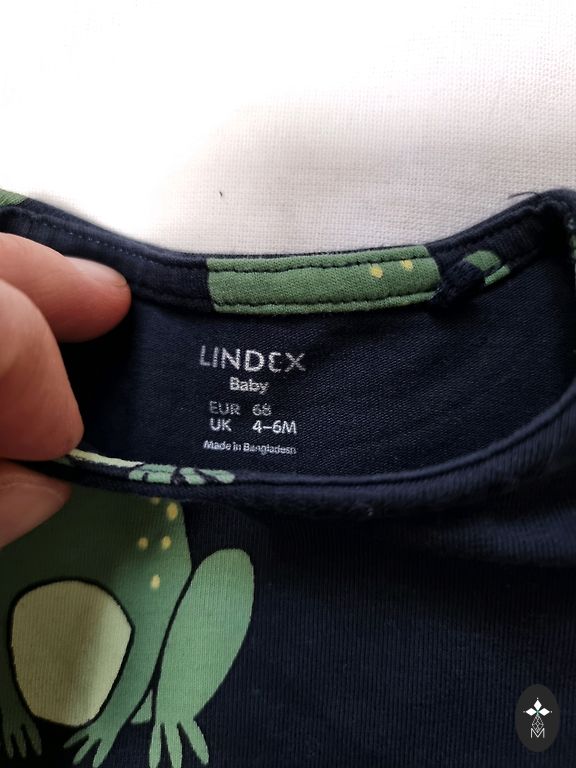 LINDEX
Baby
EUR 68
UK 4–6M
Made in Bangladesh